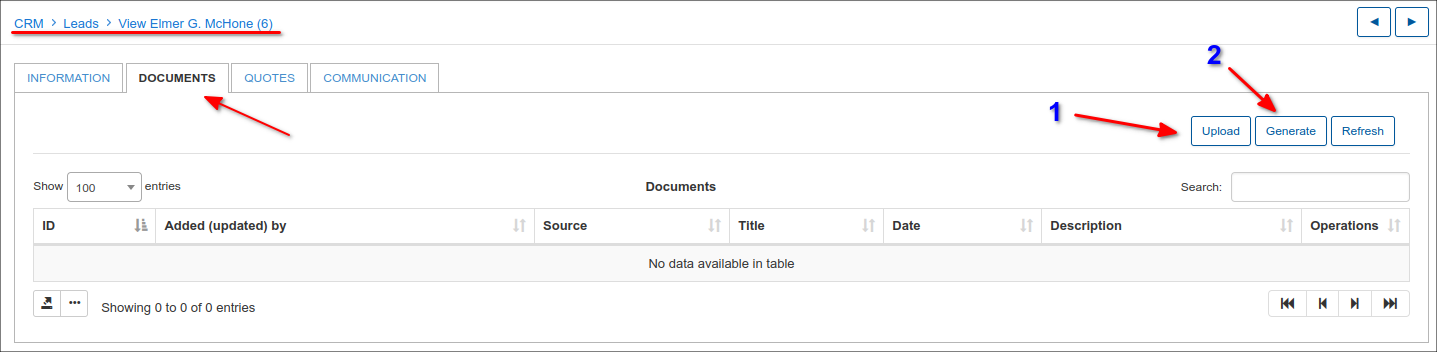 CRM > Leads > View Elmer G. McHone (6)
INFORMATION DOCUMENTS QUOTES COMMUNICATION
2
1
Upload Generate Refresh
Show 100 entries Documents Search:
ID Added (updated) by Source Title Date Description Operations
No data available in table
Showing 0 to 0 of 0 entries